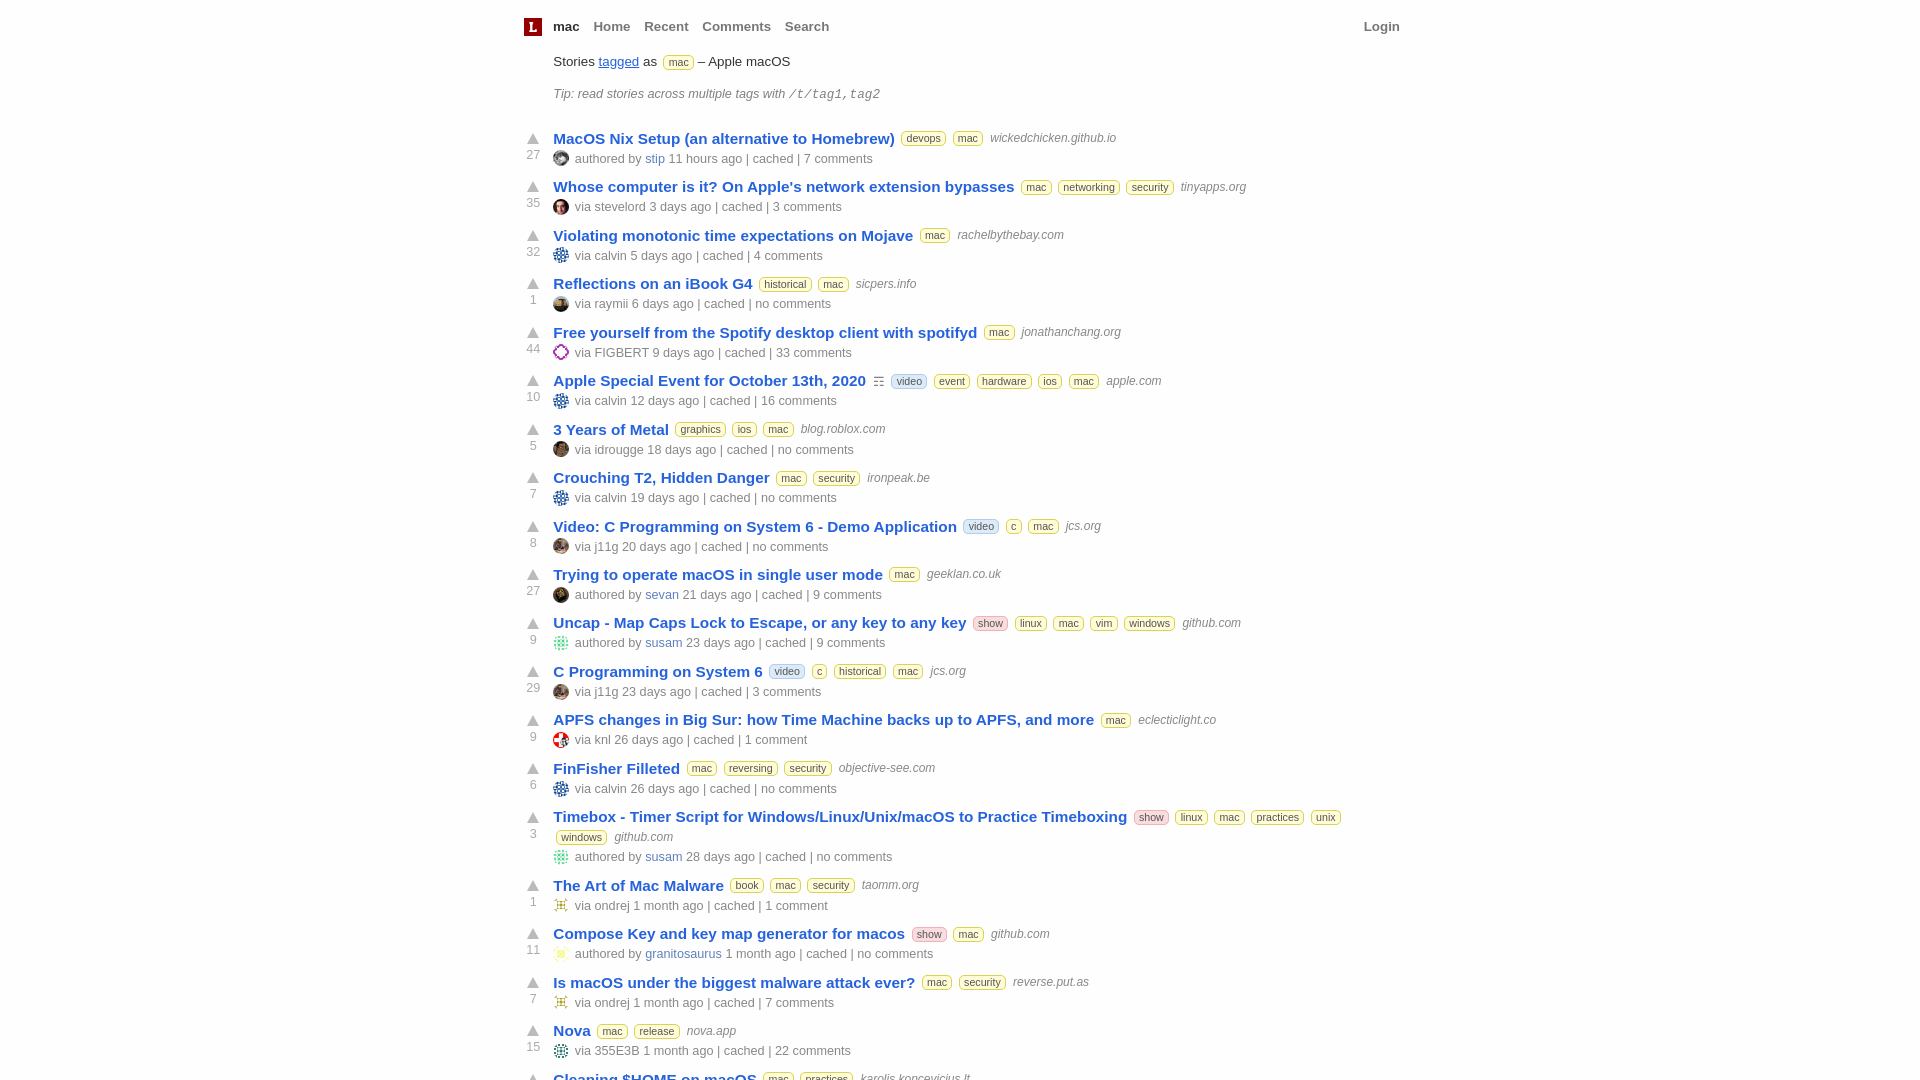 L mac Home Recent Comments Search Login
Stories tagged as mac – Apple macOS
Tip: read stories across multiple tags with /t/tag1,tag2
MacOS Nix Setup (an alternative to Homebrew) devops mac wickedchicken.github.io
27 authored by stip 11 hours ago | cached | 7 comments
Whose computer is it? On Apple's network extension bypasses mac networking security tinyapps.org
35 via stevelord 3 days ago | cached | 3 comments
Violating monotonic time expectations on Mojave mac rachelbythebay.com
32 via calvin 5 days ago | cached | 4 comments
Reflections on an iBook G4 historical mac sicpers.info
1 via raymii 6 days ago | cached | no comments
Free yourself from the Spotify desktop client with spotifyd mac jonathanchang.org
44 via FIGBERT 9 days ago | cached | 33 comments
Apple Special Event for October 13th, 2020 ☶ video event hardware ios mac apple.com
10 via calvin 12 days ago | cached | 16 comments
3 Years of Metal graphics ios mac blog.roblox.com
5 via idrougge 18 days ago | cached | no comments
Crouching T2, Hidden Danger mac security ironpeak.be
7 via calvin 19 days ago | cached | no comments
Video: C Programming on System 6 - Demo Application video c mac jcs.org
8 via j11g 20 days ago | cached | no comments
Trying to operate macOS in single user mode mac geeklan.co.uk
27 authored by sevan 21 days ago | cached | 9 comments
Uncap - Map Caps Lock to Escape, or any key to any key show linux mac vim windows github.com
9 authored by susam 23 days ago | cached | 9 comments
C Programming on System 6 video c historical mac jcs.org
29 via j11g 23 days ago | cached | 3 comments
APFS changes in Big Sur: how Time Machine backs up to APFS, and more mac eclecticlight.co
9 via knl 26 days ago | cached | 1 comment
FinFisher Filleted mac reversing security objective-see.com
6 via calvin 26 days ago | cached | no comments
Timebox - Timer Script for Windows/Linux/Unix/macOS to Practice Timeboxing show linux mac practices unix
3 windows github.com
authored by susam 28 days ago | cached | no comments
The Art of Mac Malware book mac security taomm.org
1 via ondrej 1 month ago | cached | 1 comment
Compose Key and key map generator for macos show mac github.com
11 authored by granitosaurus 1 month ago | cached | no comments
Is macOS under the biggest malware attack ever? mac security reverse.put.as
7 via ondrej 1 month ago | cached | 7 comments
Nova mac release nova.app
15 via 355E3B 1 month ago | cached | 22 comments
Cleaning $HOME on macOS mac practices karolis.koncevicius.lt